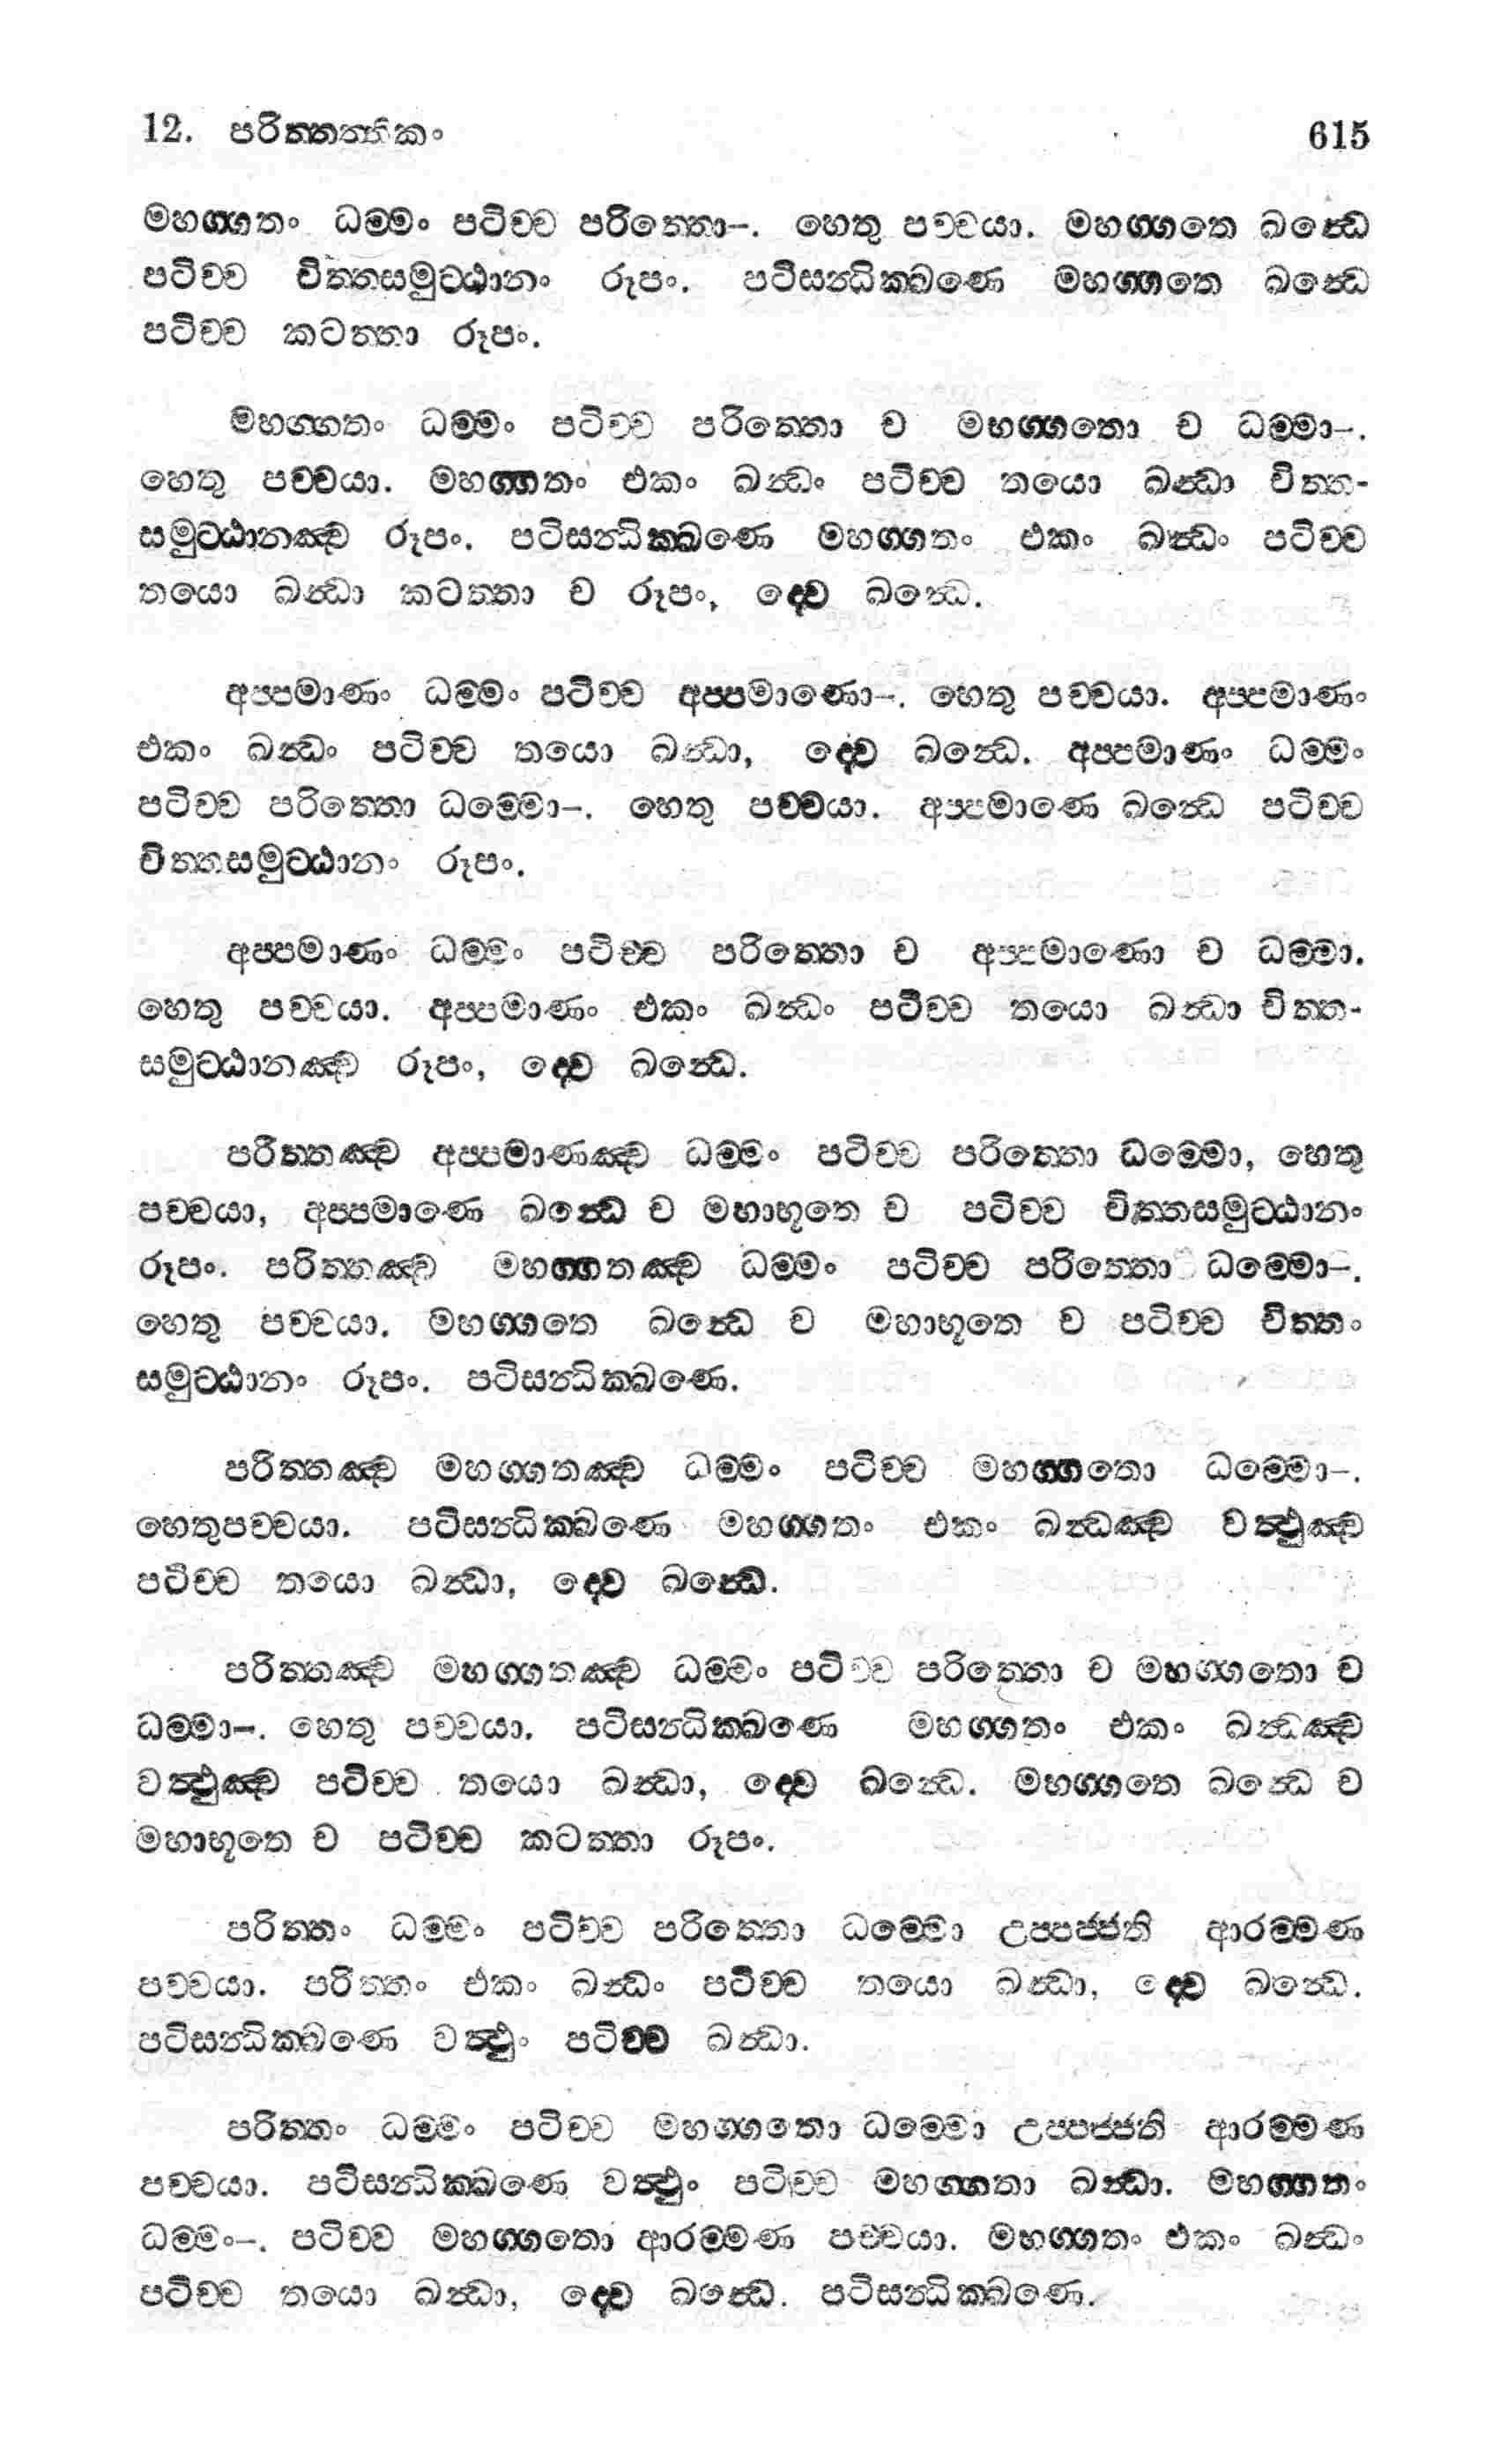 12. පරිත්තත්තිකං 615
මහග්ගතං ධම්මං පටිච්ච පරිත්තො–. හෙතු පච්චයා. මහග්ගතෙ ඛන්ධෙ
පටිච්ච චිත්තසමුට්ඨානං රූපං. පටිසන්ධික්ඛණෙ මහග්ගතෙ ඛන්ධෙ
පටිච්ච කටත්තා රූපං.
මහග්ගතං ධම්මං පටිච්ච පරිත්තො ච මහග්ගතො ච ධම්මා–.
හෙතු පච්චයා. මහග්ගතං එකං ඛන්ධං පටිච්ච තයො ඛන්ධා චිත්ත-
සමුට්ඨානඤ්ච රූපං. පටිසන්ධික්ඛණෙ මහග්ගතං එකං ඛන්ධං පටිච්ච
තයො ඛන්ධා කටත්තා ච රූපං, ද්වෙ ඛන්ධෙ.
අප්පමාණං ධම්මං පටිච්ච අප්පමාණො–. හෙතු පච්චයා. අප්පමාණං
එකං ඛන්ධං පටිච්ච තයො ඛන්ධා, ද්වෙ ඛන්ධෙ. අප්පමාණං ධම්මං
පටිච්ච පරිත්තො ධම්මො–. හෙතු පච්චයා. අප්පමාණෙ ඛන්ධෙ පටිච්ච
චිත්තසමුට්ඨානං රූපං.
අප්පමාණං ධම්මං පටිච්ච පරිත්තො ච අප්පමාණො ච ධම්මා.
හෙතු පච්චයා. අප්පමාණං එකං ඛන්ධං පටිච්ච තයො ඛන්ධා චිත්ත-
සමුට්ඨානඤ්ච රූපං, ද්වෙ ඛන්ධෙ.
පරිත්තඤ්ච අප්පමාණඤ්ච ධම්මං පටිච්ච පරිත්තො ධම්මො, හෙතු
පච්චයා, අප්පමාණෙ ඛන්ධෙ ච මහාභූතෙ ච පටිච්ච චිත්තසමුට්ඨානං
රූපං. පරිත්තඤ්ච මහග්ගතඤ්ච ධම්මං පටිච්ච පරිත්තො ධම්මො–.
හෙතු පච්චයා. මහග්ගතෙ ඛන්ධෙ ච මහාභූතෙ ච පටිච්ච චිත්තං
සමුට්ඨානං රූපං. පටිසන්ධික්ඛණෙ.
පරිත්තඤ්ච මහග්ගතඤ්ච ධම්මං පටිච්ච මහග්ගතො ධම්මො–.
හෙතුපච්චයා. පටිසන්ධික්ඛණෙ මහග්ගතං එකං ඛන්ධඤ්ච වත්ථුඤ්ච
පටිච්ච තයො ඛන්ධා, ද්වෙ ඛන්ධෙ.
පරිත්තඤ්ච මහග්ගතඤ්ච ධම්මං පටිච්ච පරිත්තො ච මහග්ගතො ච
ධම්මා–. හෙතු පච්චයා. පටිසන්ධික්ඛණෙ මහග්ගතං එකං ඛන්ධඤ්ච
වත්ථුඤ්ච පටිච්ච තයො ඛන්ධා, ද්වෙ ඛන්ධෙ. මහග්ගතෙ ඛන්ධෙ ච
මහාභූතෙ ච පටිච්ච කටත්තා රූපං.
පරිත්තං ධම්මං පටිච්ච පරිත්තො ධම්මො උප්පජ්ජති ආරම්මණ
පච්චයා. පරිත්තං එකං ඛන්ධං පටිච්ච තයො ඛන්ධා, ද්වෙ ඛන්ධෙ.
පටිසන්ධික්ඛණෙ වත්ථුං පටිච්ච ඛන්ධා.
පරිත්තං ධම්මං පටිච්ච මහග්ගතො ධම්මො උප්පජ්ජති ආරම්මණ
පච්චයා. පටිසන්ධික්ඛණෙ වත්ථුං පටිච්ච මහග්ගතා ඛන්ධා. මහග්ගතං
ධම්මං–. පටිච්ච මහග්ගතො ආරම්මණ පච්චයා. මහග්ගතං එකං ඛන්ධං
පටිච්ච තයො ඛන්ධා, ද්වෙ ඛන්ධෙ. පටිසන්ධික්ඛණෙ.